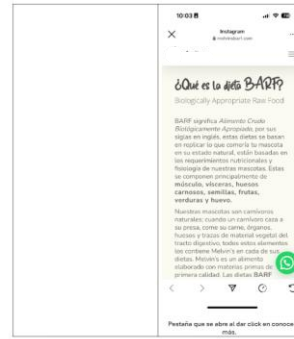 10:03
Instagram
¿Qué es la dieta BARF?
Biologically Appropriate Raw Food
BARF significa Alimento Crudo
Biológicamente Apropiado, por sus
siglas en inglés, estas dietas se basan
en replicar lo que comería tu mascota
en su estado natural, están basadas en
los requerimientos nutricionales y
fisiología de nuestras mascotas. Estas
se componen principalmente de
músculo, vísceras, huesos
carnosos, semillas, frutas,
verduras y huevo.
Nuestras mascotas son carnívoros
naturales; cuando un carnívoro caza a
su presa, come su carne, órganos,
huesos y trazas de material vegetal del
tracto digestivo, todos estos elementos
los contiene Melvin's en cada de sus
dietas. Melvin's es un alimento
elaborado con materias primas de
primera calidad. Las dietas BARF
Pestaña que se abre al dar click en conoce
más.